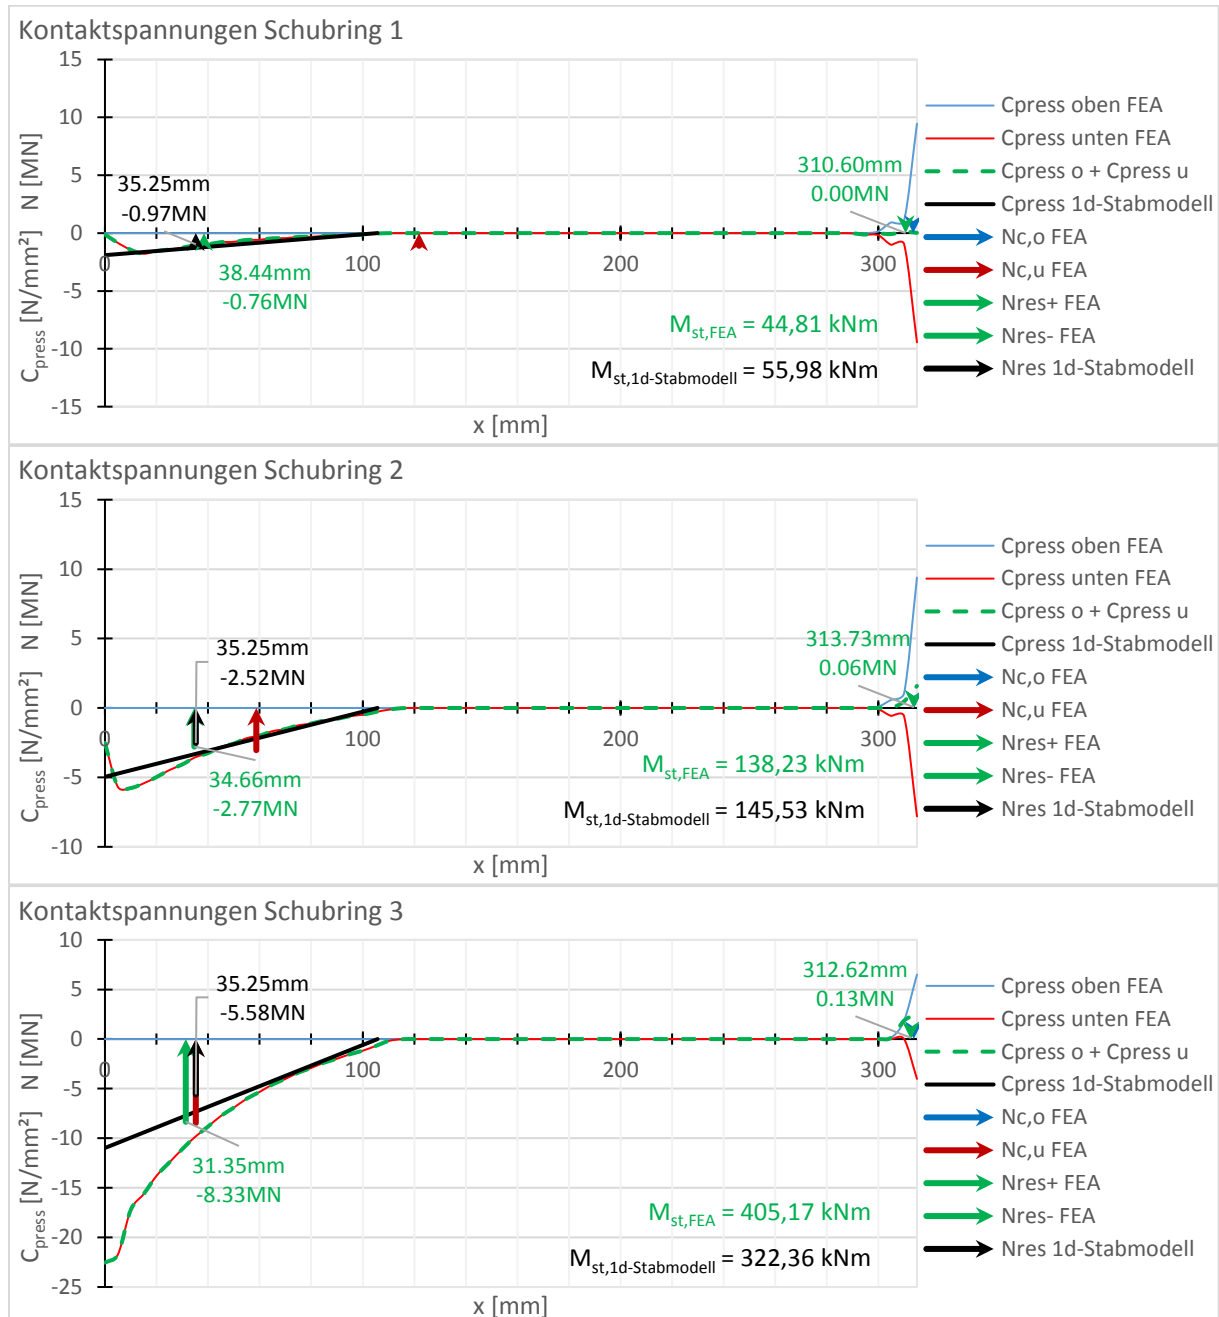 Kontaktspannungen Schubring 1
15
10
5
0
-5
-10
-15
N [MN]
Cpress [N/mm²]
35.25mm
-0.97MN
38.44mm
-0.76MN
310.60mm
0.00MN
0
100
200
300
Mst,FEA = 44,81 kNm
Mst,1d-Stabmodell = 55,98 kNm
x [mm]
Cpress oben FEA
Cpress unten FEA
Cpress o + Cpress u
Cpress 1d-Stabmodell
Nc,o FEA
Nc,u FEA
Nres+ FEA
Nres- FEA
Nres 1d-Stabmodell
Kontaktspannungen Schubring 2
15
10
5
0
-5
-10
N [MN]
Cpress [N/mm²]
35.25mm
-2.52MN
34.66mm
-2.77MN
313.73mm
0.06MN
0
100
200
300
Mst,FEA = 138,23 kNm
Mst,1d-Stabmodell = 145,53 kNm
x [mm]
Cpress oben FEA
Cpress unten FEA
Cpress o + Cpress u
Cpress 1d-Stabmodell
Nc,o FEA
Nc,u FEA
Nres+ FEA
Nres- FEA
Nres 1d-Stabmodell
Kontaktspannungen Schubring 3
10
5
0
-5
-10
-15
-20
-25
N [MN]
Cpress [N/mm²]
35.25mm
-5.58MN
31.35mm
-8.33MN
312.62mm
0.13MN
0
100
200
300
Mst,FEA = 405,17 kNm
Mst,1d-Stabmodell = 322,36 kNm
x [mm]
Cpress oben FEA
Cpress unten FEA
Cpress o + Cpress u
Cpress 1d-Stabmodell
Nc,o FEA
Nc,u FEA
Nres+ FEA
Nres- FEA
Nres 1d-Stabmodell